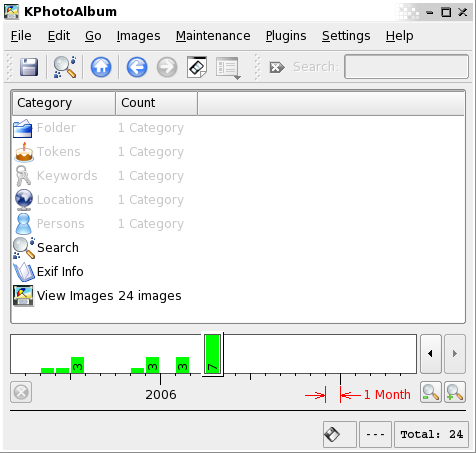 KPhotoAlbum
File Edit Go Images Maintenance Plugins Settings Help
Search:
Category Count
Folder 1 Category
Tokens 1 Category
Keywords 1 Category
Locations 1 Category
Persons 1 Category
Search
Exif Info
View Images 24 images
3 3 3 7
2006 1 Month
--- Total: 24